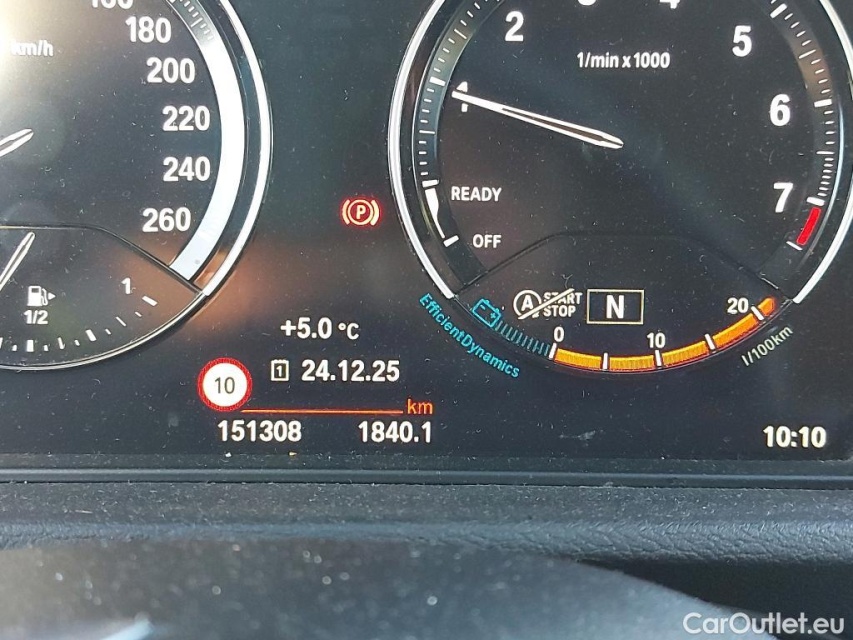 180
km/h
200
220
240
260
1/2
1
2
5
1/min x 1000
1
6
READY
7
OFF
P
A START STOP
N
EfficientDynamics
0
10
20
l/100km
+5.0 °C
10
1 24.12.25
km
151308 1840.1
10:10
CarOutlet.eu